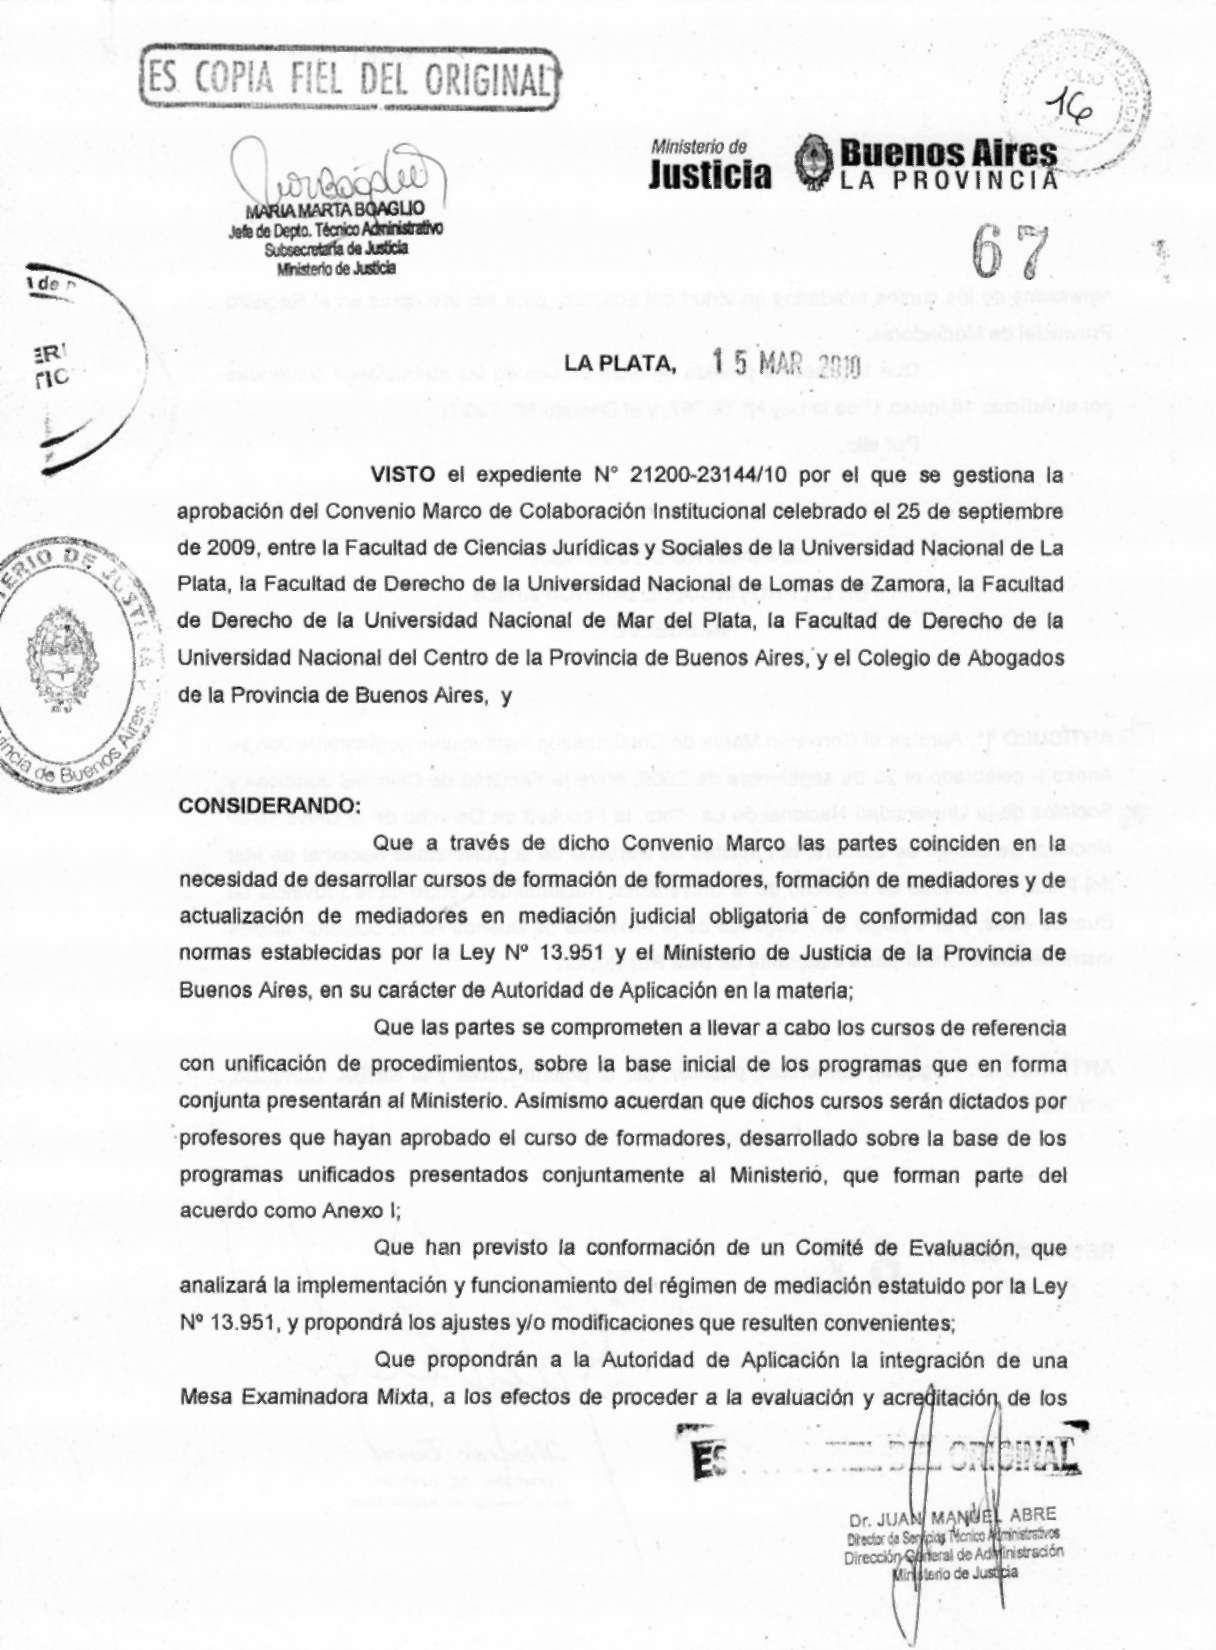 ES COPIA FIEL DEL ORIGINAL
16
MARIA MARTA BOAGLIO
Jefe de Depto. Técnico Administrativo
Subsecretaría de Justicia
Ministerio de Justicia
Ministerio de
Justicia
Buenos Aires
LA PROVINCIA
67
LA PLATA, 15 MAR 2010
VISTO el expediente N° 21200-23144/10 por el que se gestiona la
aprobación del Convenio Marco de Colaboración Institucional celebrado el 25 de septiembre
de 2009, entre la Facultad de Ciencias Jurídicas y Sociales de la Universidad Nacional de La
Plata, la Facultad de Derecho de la Universidad Nacional de Lomas de Zamora, la Facultad
de Derecho de la Universidad Nacional de Mar del Plata, la Facultad de Derecho de la
Universidad Nacional del Centro de la Provincia de Buenos Aires, y el Colegio de Abogados
de la Provincia de Buenos Aires, y
CONSIDERANDO:
Que a través de dicho Convenio Marco las partes coinciden en la
necesidad de desarrollar cursos de formación de formadores, formación de mediadores y de
actualización de mediadores en mediación judicial obligatoria de conformidad con las
normas establecidas por la Ley Nº 13.951 y el Ministerio de Justicia de la Provincia de
Buenos Aires, en su carácter de Autoridad de Aplicación en la materia;
Que las partes se comprometen a llevar a cabo los cursos de referencia
con unificación de procedimientos, sobre la base inicial de los programas que en forma
conjunta presentarán al Ministerio. Asimismo acuerdan que dichos cursos serán dictados por
profesores que hayan aprobado el curso de formadores, desarrollado sobre la base de los
programas unificados presentados conjuntamente al Ministerio, que forman parte del
acuerdo como Anexo I;
Que han previsto la conformación de un Comité de Evaluación, que
analizará la implementación y funcionamiento del régimen de mediación estatuido por la Ley
Nº 13.951, y propondrá los ajustes y/o modificaciones que resulten convenientes;
Que propondrán a la Autoridad de Aplicación la integración de una
Mesa Examinadora Mixta, a los efectos de proceder a la evaluación y acreditación de los
ES DEL ORIGINAL
Dr. JUAN MANUEL ABRE
Director de Servicios Técnico Administrativos
Dirección General de Administración
Ministerio de Justicia